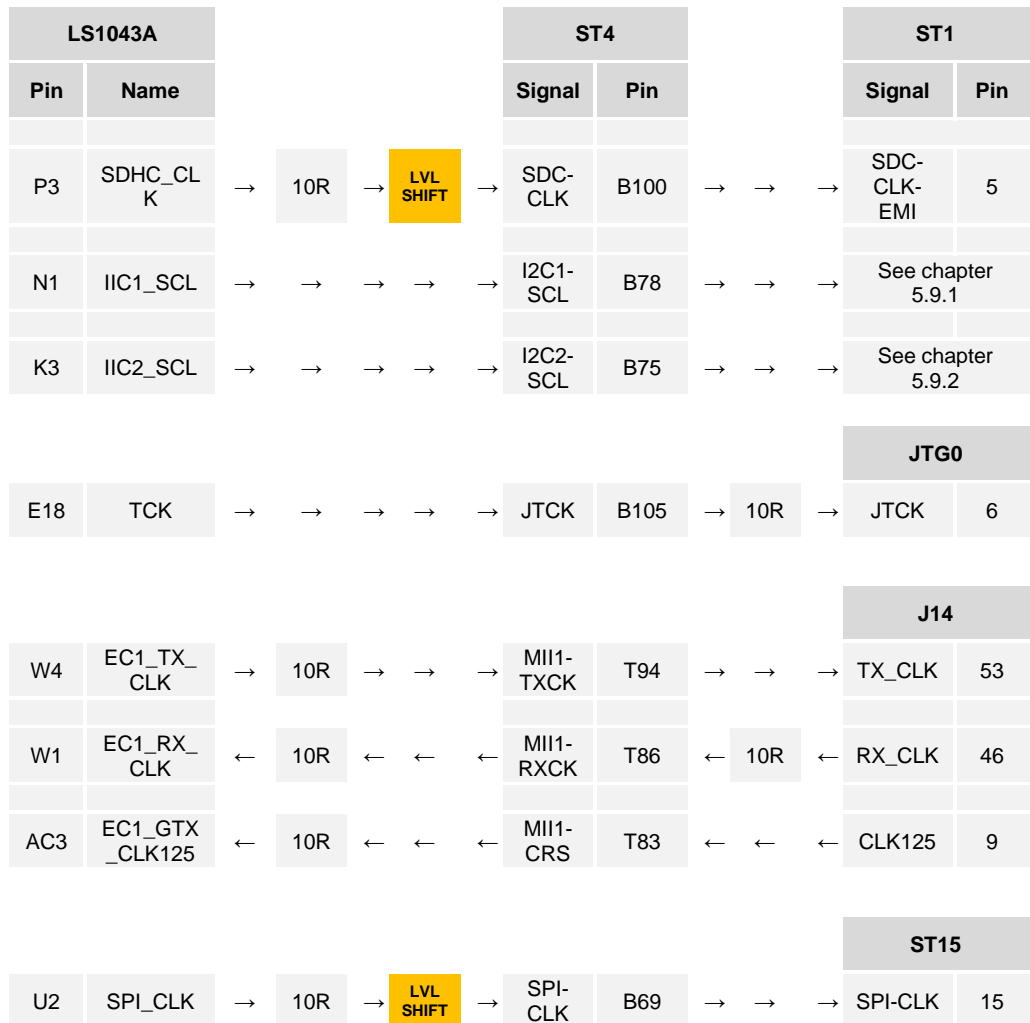 LS1043A ST4 ST1
Pin Name Signal Pin Signal Pin
P3 SDHC_CL
K → 10R → LVL
SHIFT → SDC-
CLK B100 → → → SDC-
CLK-
EMI 5
N1 IIC1_SCL → → → → → I2C1-
SCL B78 → → → See chapter
5.9.1
K3 IIC2_SCL → → → → → I2C2-
SCL B75 → → → See chapter
5.9.2
JTG0
E18 TCK → → → → → JTCK B105 → 10R → JTCK 6
J14
W4 EC1_TX_
CLK → 10R → → → MII1-
TXCK T94 → → → TX_CLK 53
W1 EC1_RX_
CLK ← 10R ← ← ← MII1-
RXCK T86 ← 10R ← RX_CLK 46
AC3 EC1_GTX
_CLK125 ← 10R ← ← ← MII1-
CRS T83 ← ← ← CLK125 9
ST15
U2 SPI_CLK → 10R → LVL
SHIFT → SPI-
CLK B69 → → → SPI-CLK 15